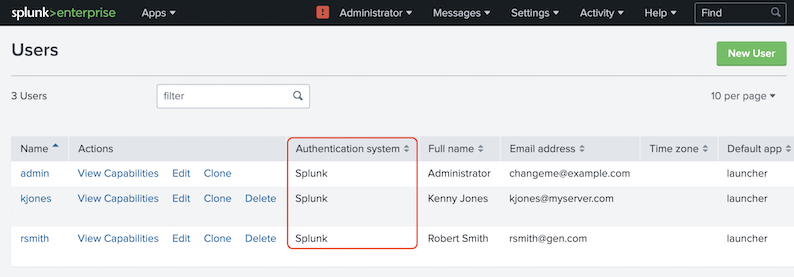 splunk>enterprise Apps ! Administrator Messages Settings Activity Help Find
Users
New User
3 Users filter 10 per page
Name Actions Authentication system Full name Email address Time zone Default app
admin View Capabilities Edit Clone Splunk Administrator changeme@example.com launcher
kjones View Capabilities Edit Clone Delete Splunk Kenny Jones kjones@myserver.com launcher
rsmith View Capabilities Edit Clone Delete Splunk Robert Smith rsmith@gen.com launcher